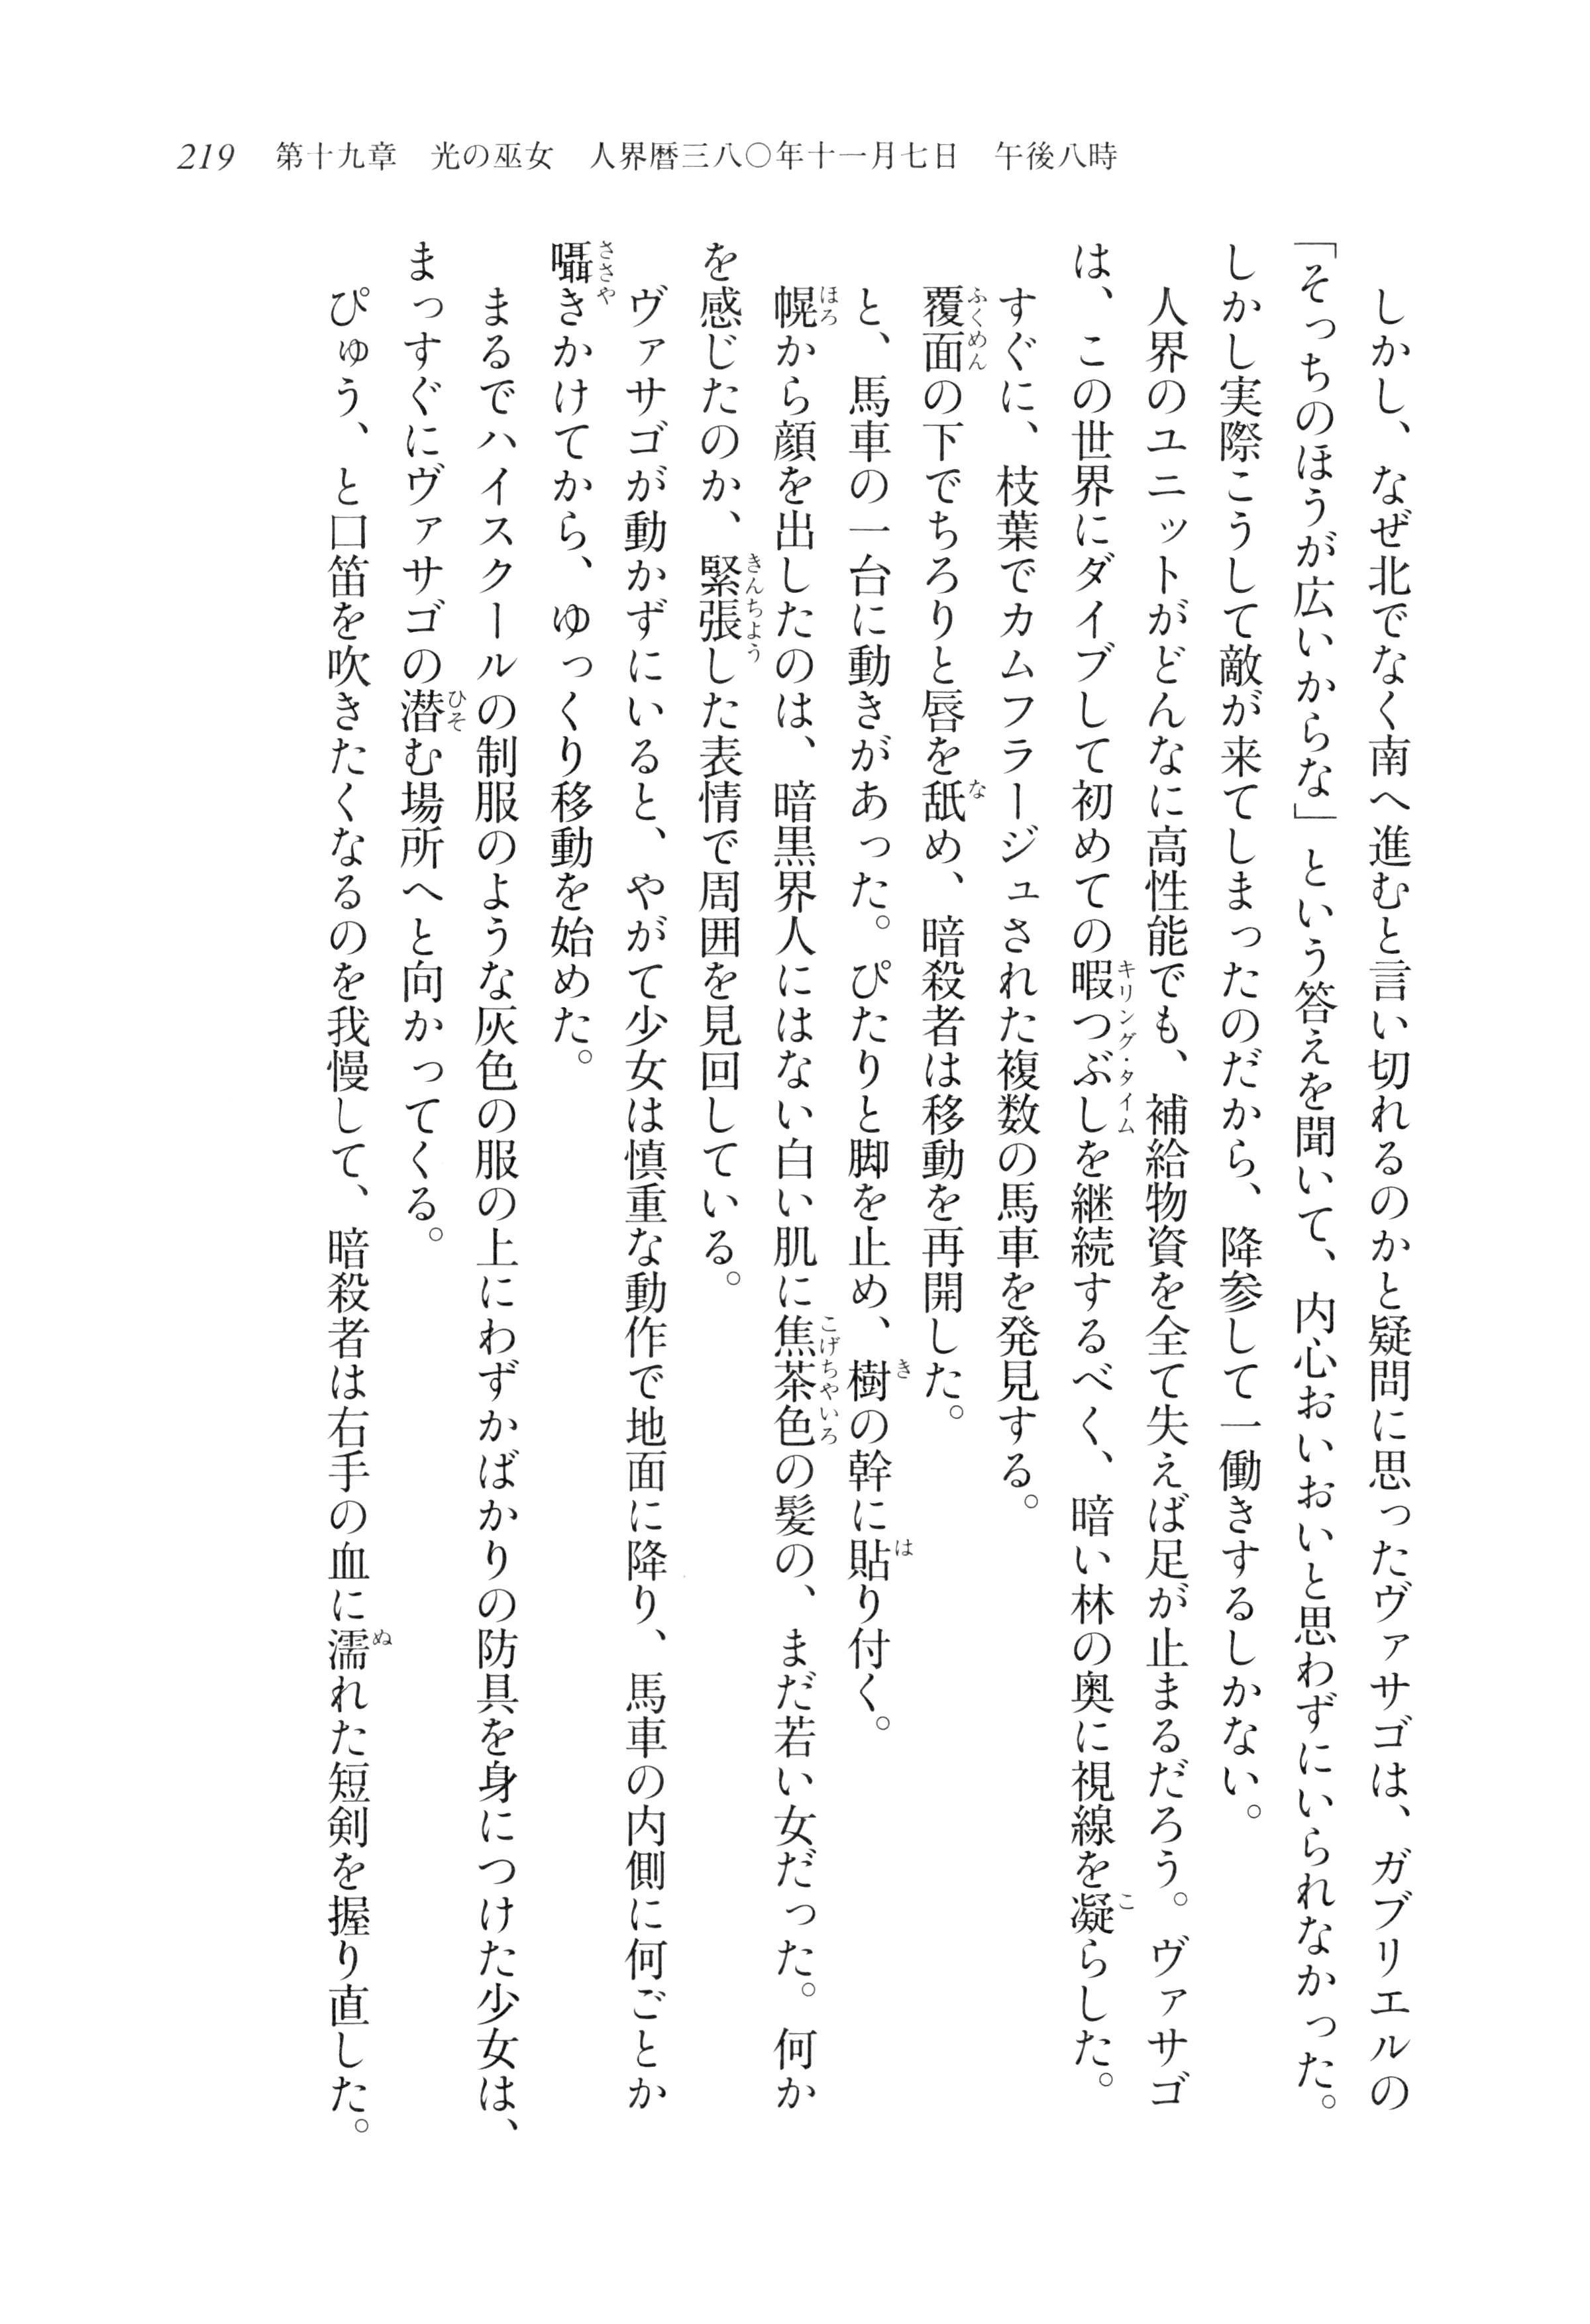 219 第十九章 光の巫女 人界暦三八〇年十一月七日 午後八時
しかし、なぜ北でなく南へ進むと言い切れるのかと疑問に思ったヴァサゴは、ガブリエルの
「そっちのほうが広いからな」という答えを聞いて、内心おいおいと思わずにいられなかった。
しかし実際こうして敵が来てしまったのだから、降参して一働きするしかない。
人界のユニットがどんなに高性能でも、補給物資を全て失えば足が止まるだろう。ヴァサゴ
は、この世界にダイブして初めての暇つぶしを継続するべく、暗い林の奥に視線を凝らした。
すぐに、枝葉でカムフラージュされた複数の馬車を発見する。
覆面の下でちろりと唇を舐め、暗殺者は移動を再開した。
と、馬車の一台に動きがあった。ぴたりと脚を止め、樹の幹に貼り付く。
幌から顔を出したのは、暗黒界人にはない白い肌に焦茶色の髪の、まだ若い女だった。何か
を感じたのか、緊張した表情で周囲を見回している。
ヴァサゴが動かずにいると、やがて少女は慎重な動作で地面に降り、馬車の内側に何ごとか
囁きかけてから、ゆっくり移動を始めた。
まるでハイスクールの制服のような灰色の服の上にわずかばかりの防具を身につけた少女は、
まっすぐにヴァサゴの潜む場所へと向かってくる。
ぴゅう、と口笛を吹きたくなるのを我慢して、暗殺者は右手の血に濡れた短剣を握り直した。